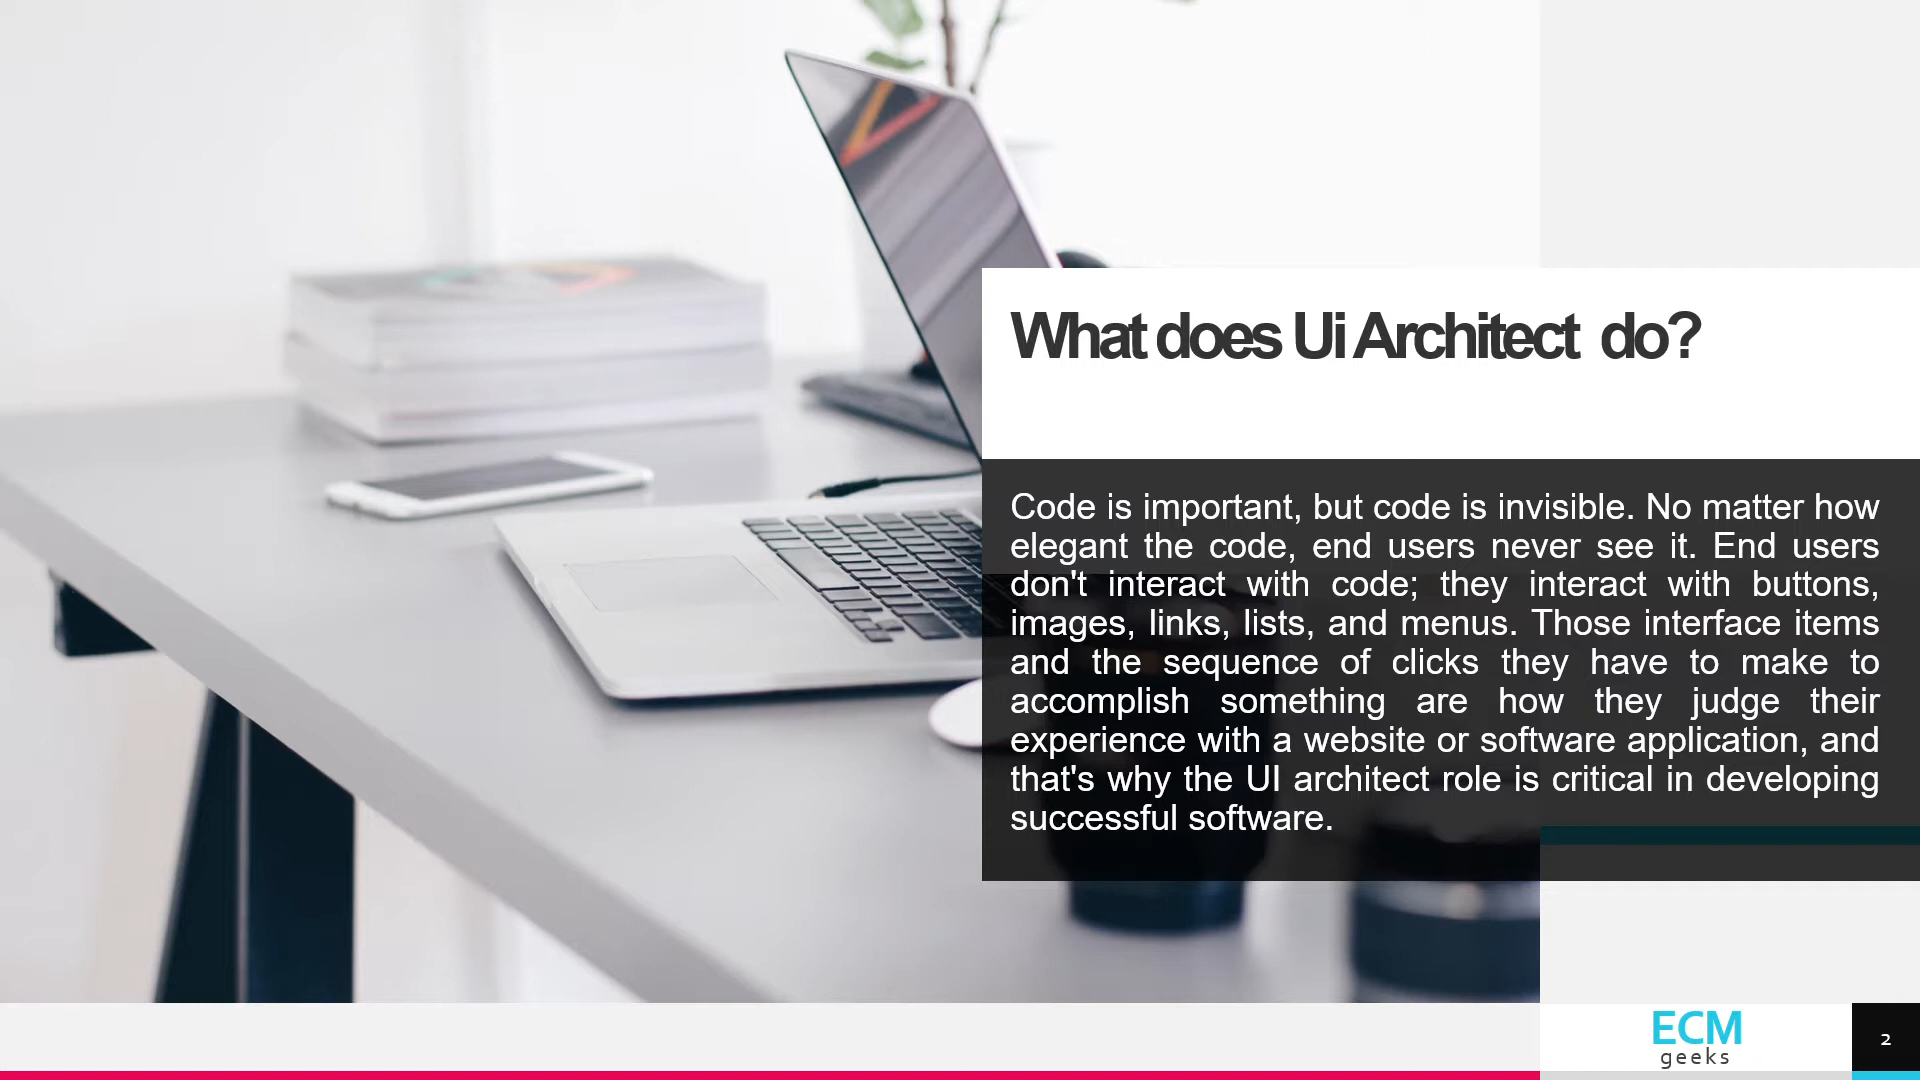 What does Ui Architect do?
Code is important, but code is invisible. No matter how
elegant the code, end users never see it. End users
don't interact with code; they interact with buttons,
images, links, lists, and menus. Those interface items
and the sequence of clicks they have to make to
accomplish something are how they judge their
experience with a website or software application, and
that's why the UI architect role is critical in developing
successful software.
ECM
geeks
2